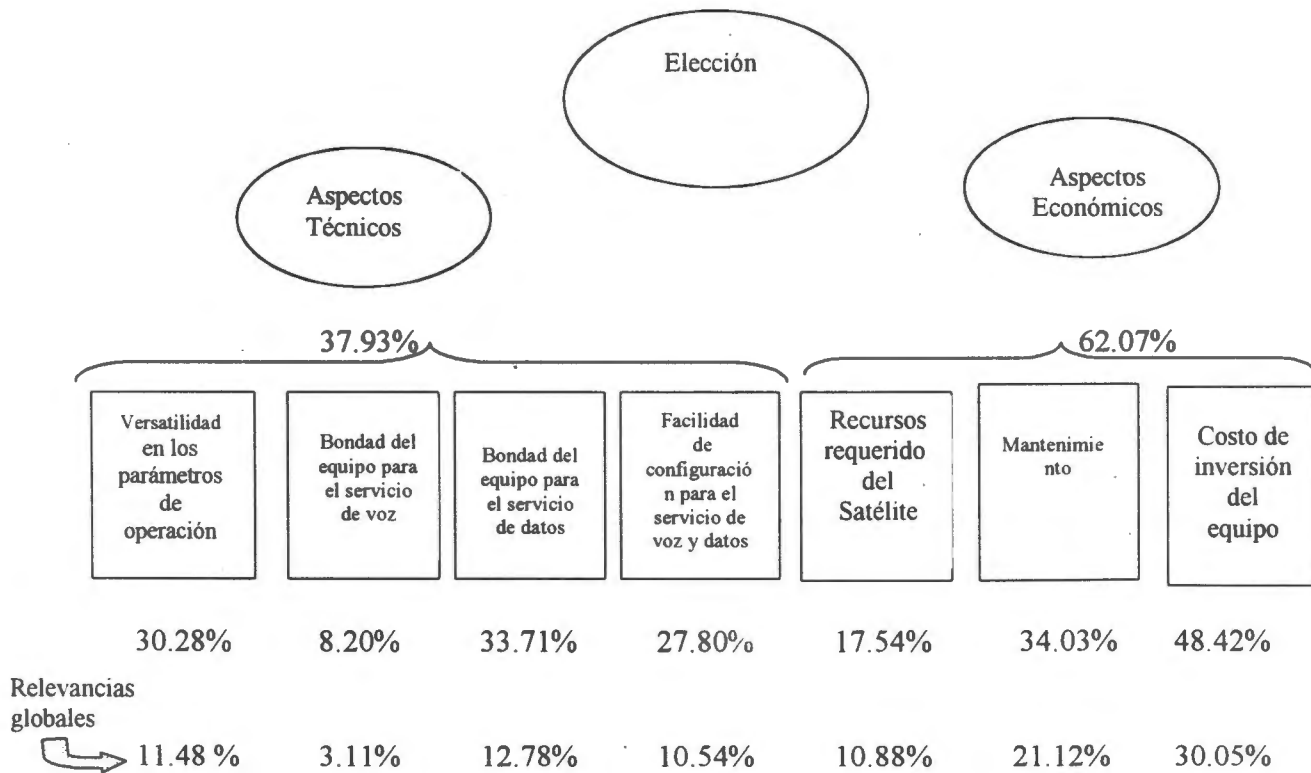 Elección
Aspectos
Técnicos
Aspectos
Económicos
37.93%
62.07%
Versatilidad
en los
parámetros
de
operación
Bondad del
equipo para
el servicio
de voz
Bondad del
equipo para
el servicio
de datos
Facilidad
de
configuració
n para el
servicio de
voz y datos
Recursos
requerido
del
Satélite
Mantenimie
nto
Costo de
inversión
del
equipo
30.28% 8.20% 33.71% 27.80% 17.54% 34.03% 48.42%
Relevancias
globales
11.48 % 3.11% 12.78% 10.54% 10.88% 21.12% 30.05%